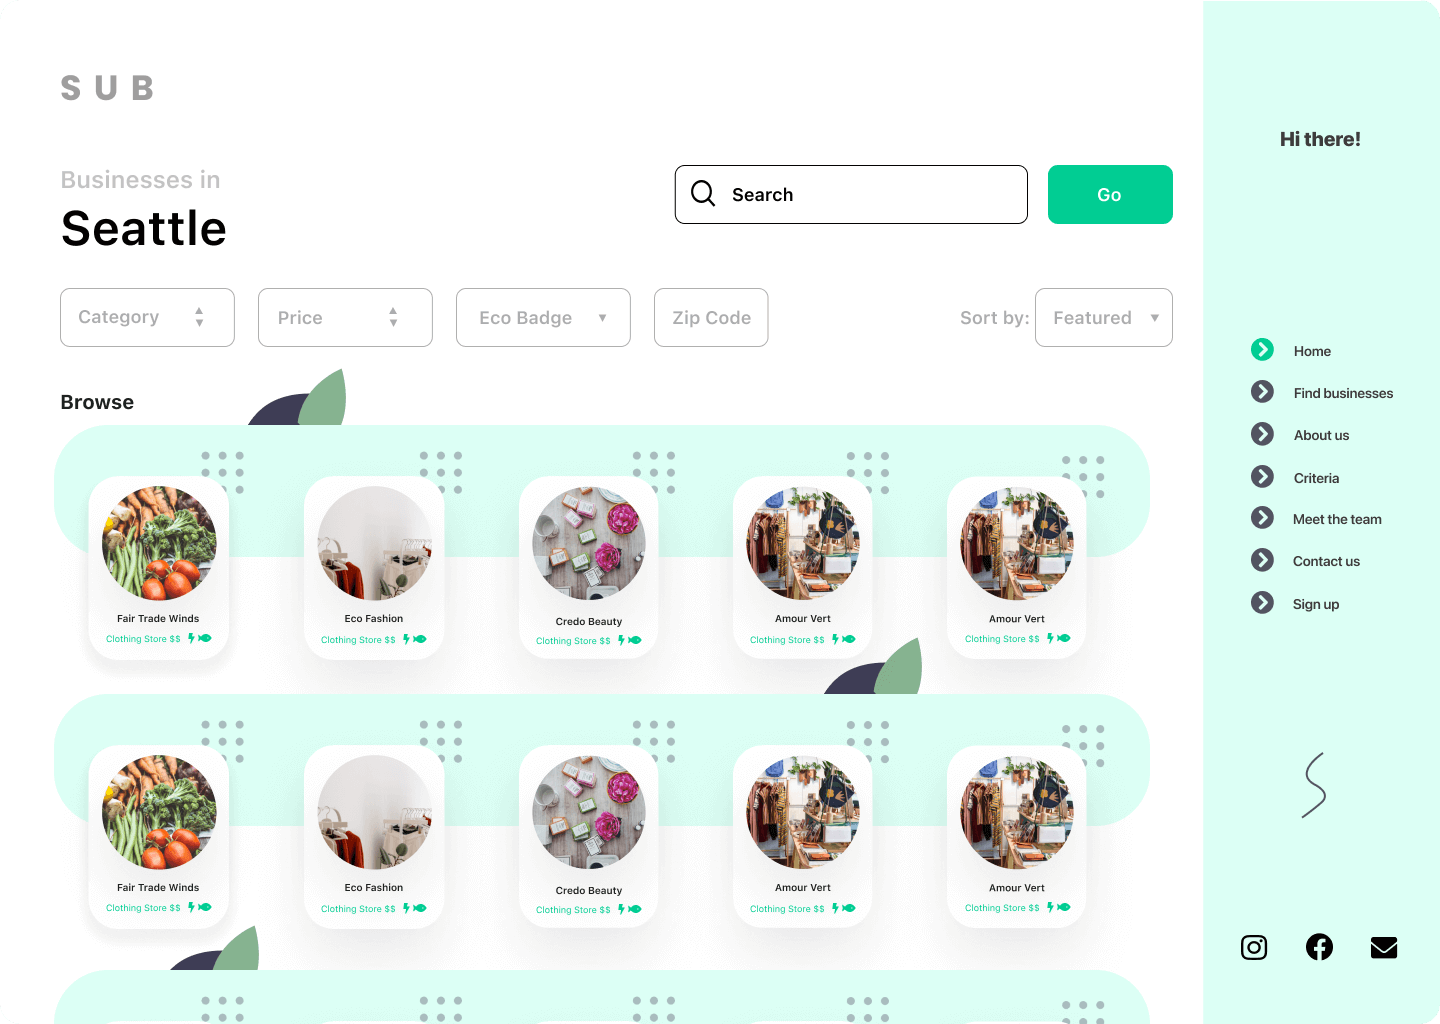 SUB
Businesses in
Seattle
Search
Go
Category
Price
Eco Badge
Zip Code
Sort by:
Featured
Browse
Fair Trade Winds
Clothing Store $$
Eco Fashion
Clothing Store $$
Credo Beauty
Clothing Store $$
Amour Vert
Clothing Store $$
Amour Vert
Clothing Store $$
Fair Trade Winds
Clothing Store $$
Eco Fashion
Clothing Store $$
Credo Beauty
Clothing Store $$
Amour Vert
Clothing Store $$
Amour Vert
Clothing Store $$
Hi there!
Home
Find businesses
About us
Criteria
Meet the team
Contact us
Sign up